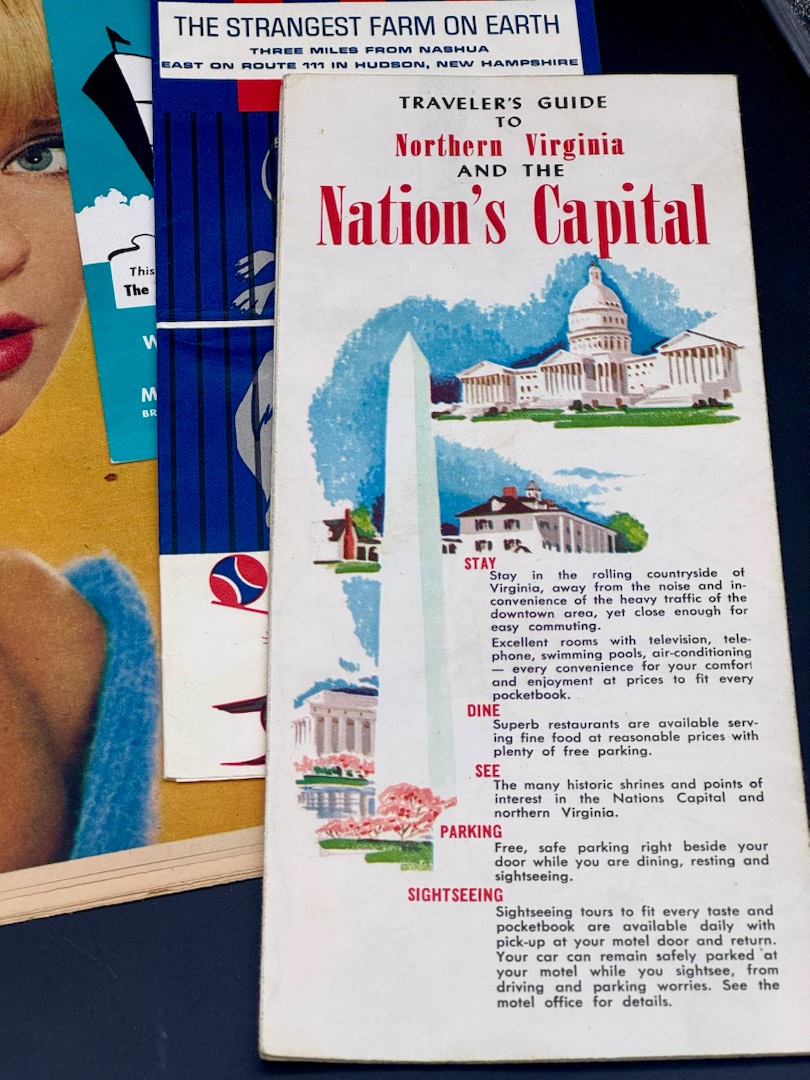 THE STRANGEST FARM ON EARTH
THREE MILES FROM NASHUA
EAST ON ROUTE 111 IN HUDSON, NEW HAMPSHIRE
This
The
W
M
BR
TRAVELER'S GUIDE
TO
Northern Virginia
AND THE
Nation's Capital
STAY
Stay in the rolling countryside of
Virginia, away from the noise and in-
convenience of the heavy traffic of the
downtown area, yet close enough for
easy commuting.
Excellent rooms with television, tele-
phone, swimming pools, air-conditioning
— every convenience for your comfort
and enjoyment at prices to fit every
pocketbook.
DINE
Superb restaurants are available serv-
ing fine food at reasonable prices with
plenty of free parking.
SEE
The many historic shrines and points of
interest in the Nations Capital and
northern Virginia.
PARKING
Free, safe parking right beside your
door while you are dining, resting and
sightseeing.
SIGHTSEEING
Sightseeing tours to fit every taste and
pocketbook are available daily with
pick-up at your motel door and return.
Your car can remain safely parked at
your motel while you sightsee, from
driving and parking worries. See the
motel office for details.